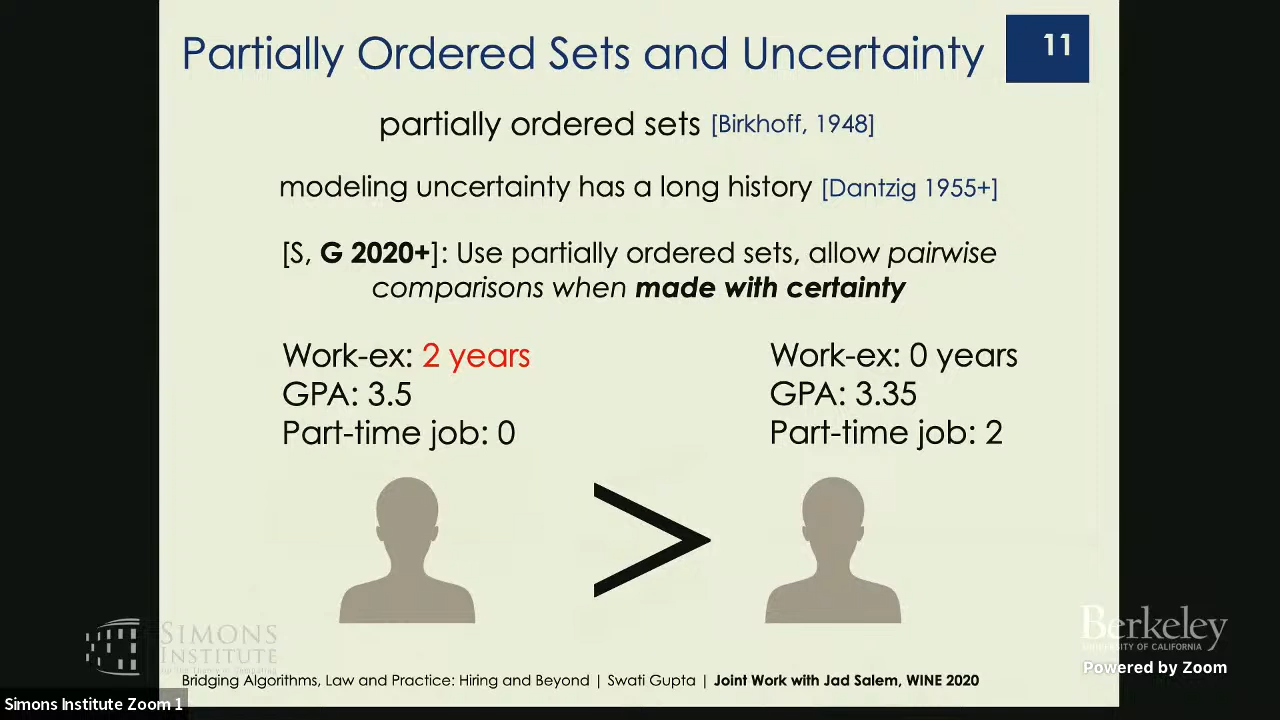 Partially Ordered Sets and Uncertainty
11
partially ordered sets [Birkhoff, 1948]
modeling uncertainty has a long history [Dantzig 1955+]
[S, G 2020+]: Use partially ordered sets, allow pairwise
comparisons when made with certainty
Work-ex: 2 years
GPA: 3.5
Part-time job: 0
Work-ex: 0 years
GPA: 3.35
Part-time job: 2
>
SIMONS
INSTITUTE
Berkeley
UNIVERSITY OF CALIFORNIA
Powered by Zoom
Bridging Algorithms, Law and Practice: Hiring and Beyond | Swati Gupta | Joint Work with Jad Salem, WINE 2020
Simons Institute Zoom 1